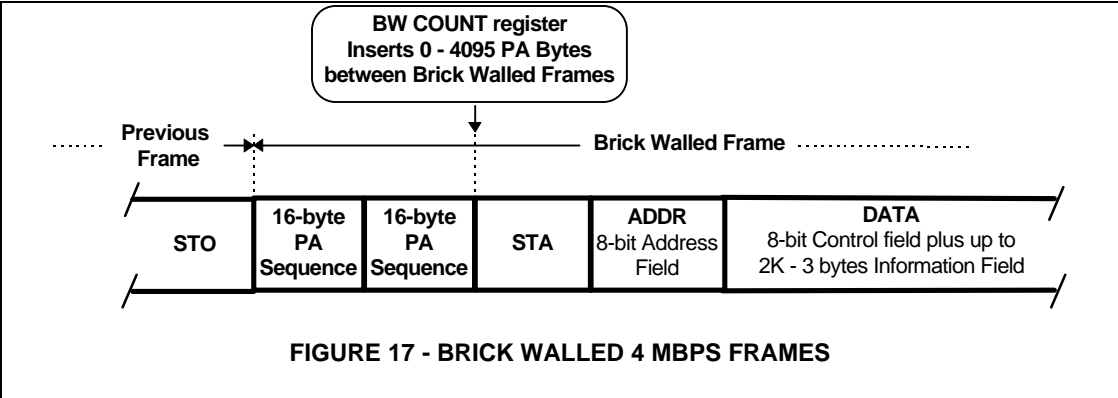 BW COUNT register
Inserts 0 - 4095 PA Bytes
between Brick Walled Frames
Previous
Frame
Brick Walled Frame
STO
16-byte
PA
Sequence
16-byte
PA
Sequence
STA
ADDR
8-bit Address
Field
DATA
8-bit Control field plus up to
2K - 3 bytes Information Field
FIGURE 17 - BRICK WALLED 4 MBPS FRAMES